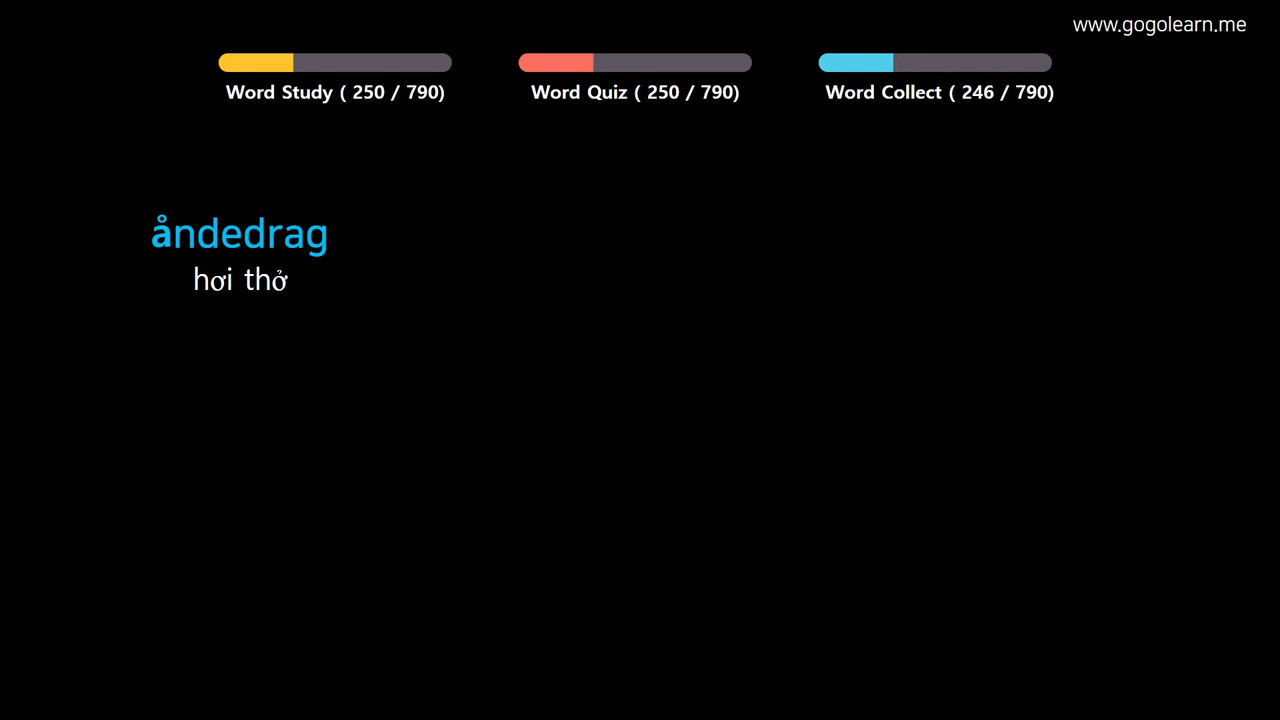 www.gogolearn.me
Word Study ( 250 / 790)
Word Quiz ( 250 / 790)
Word Collect ( 246 / 790)
åndedrag
hơi thở